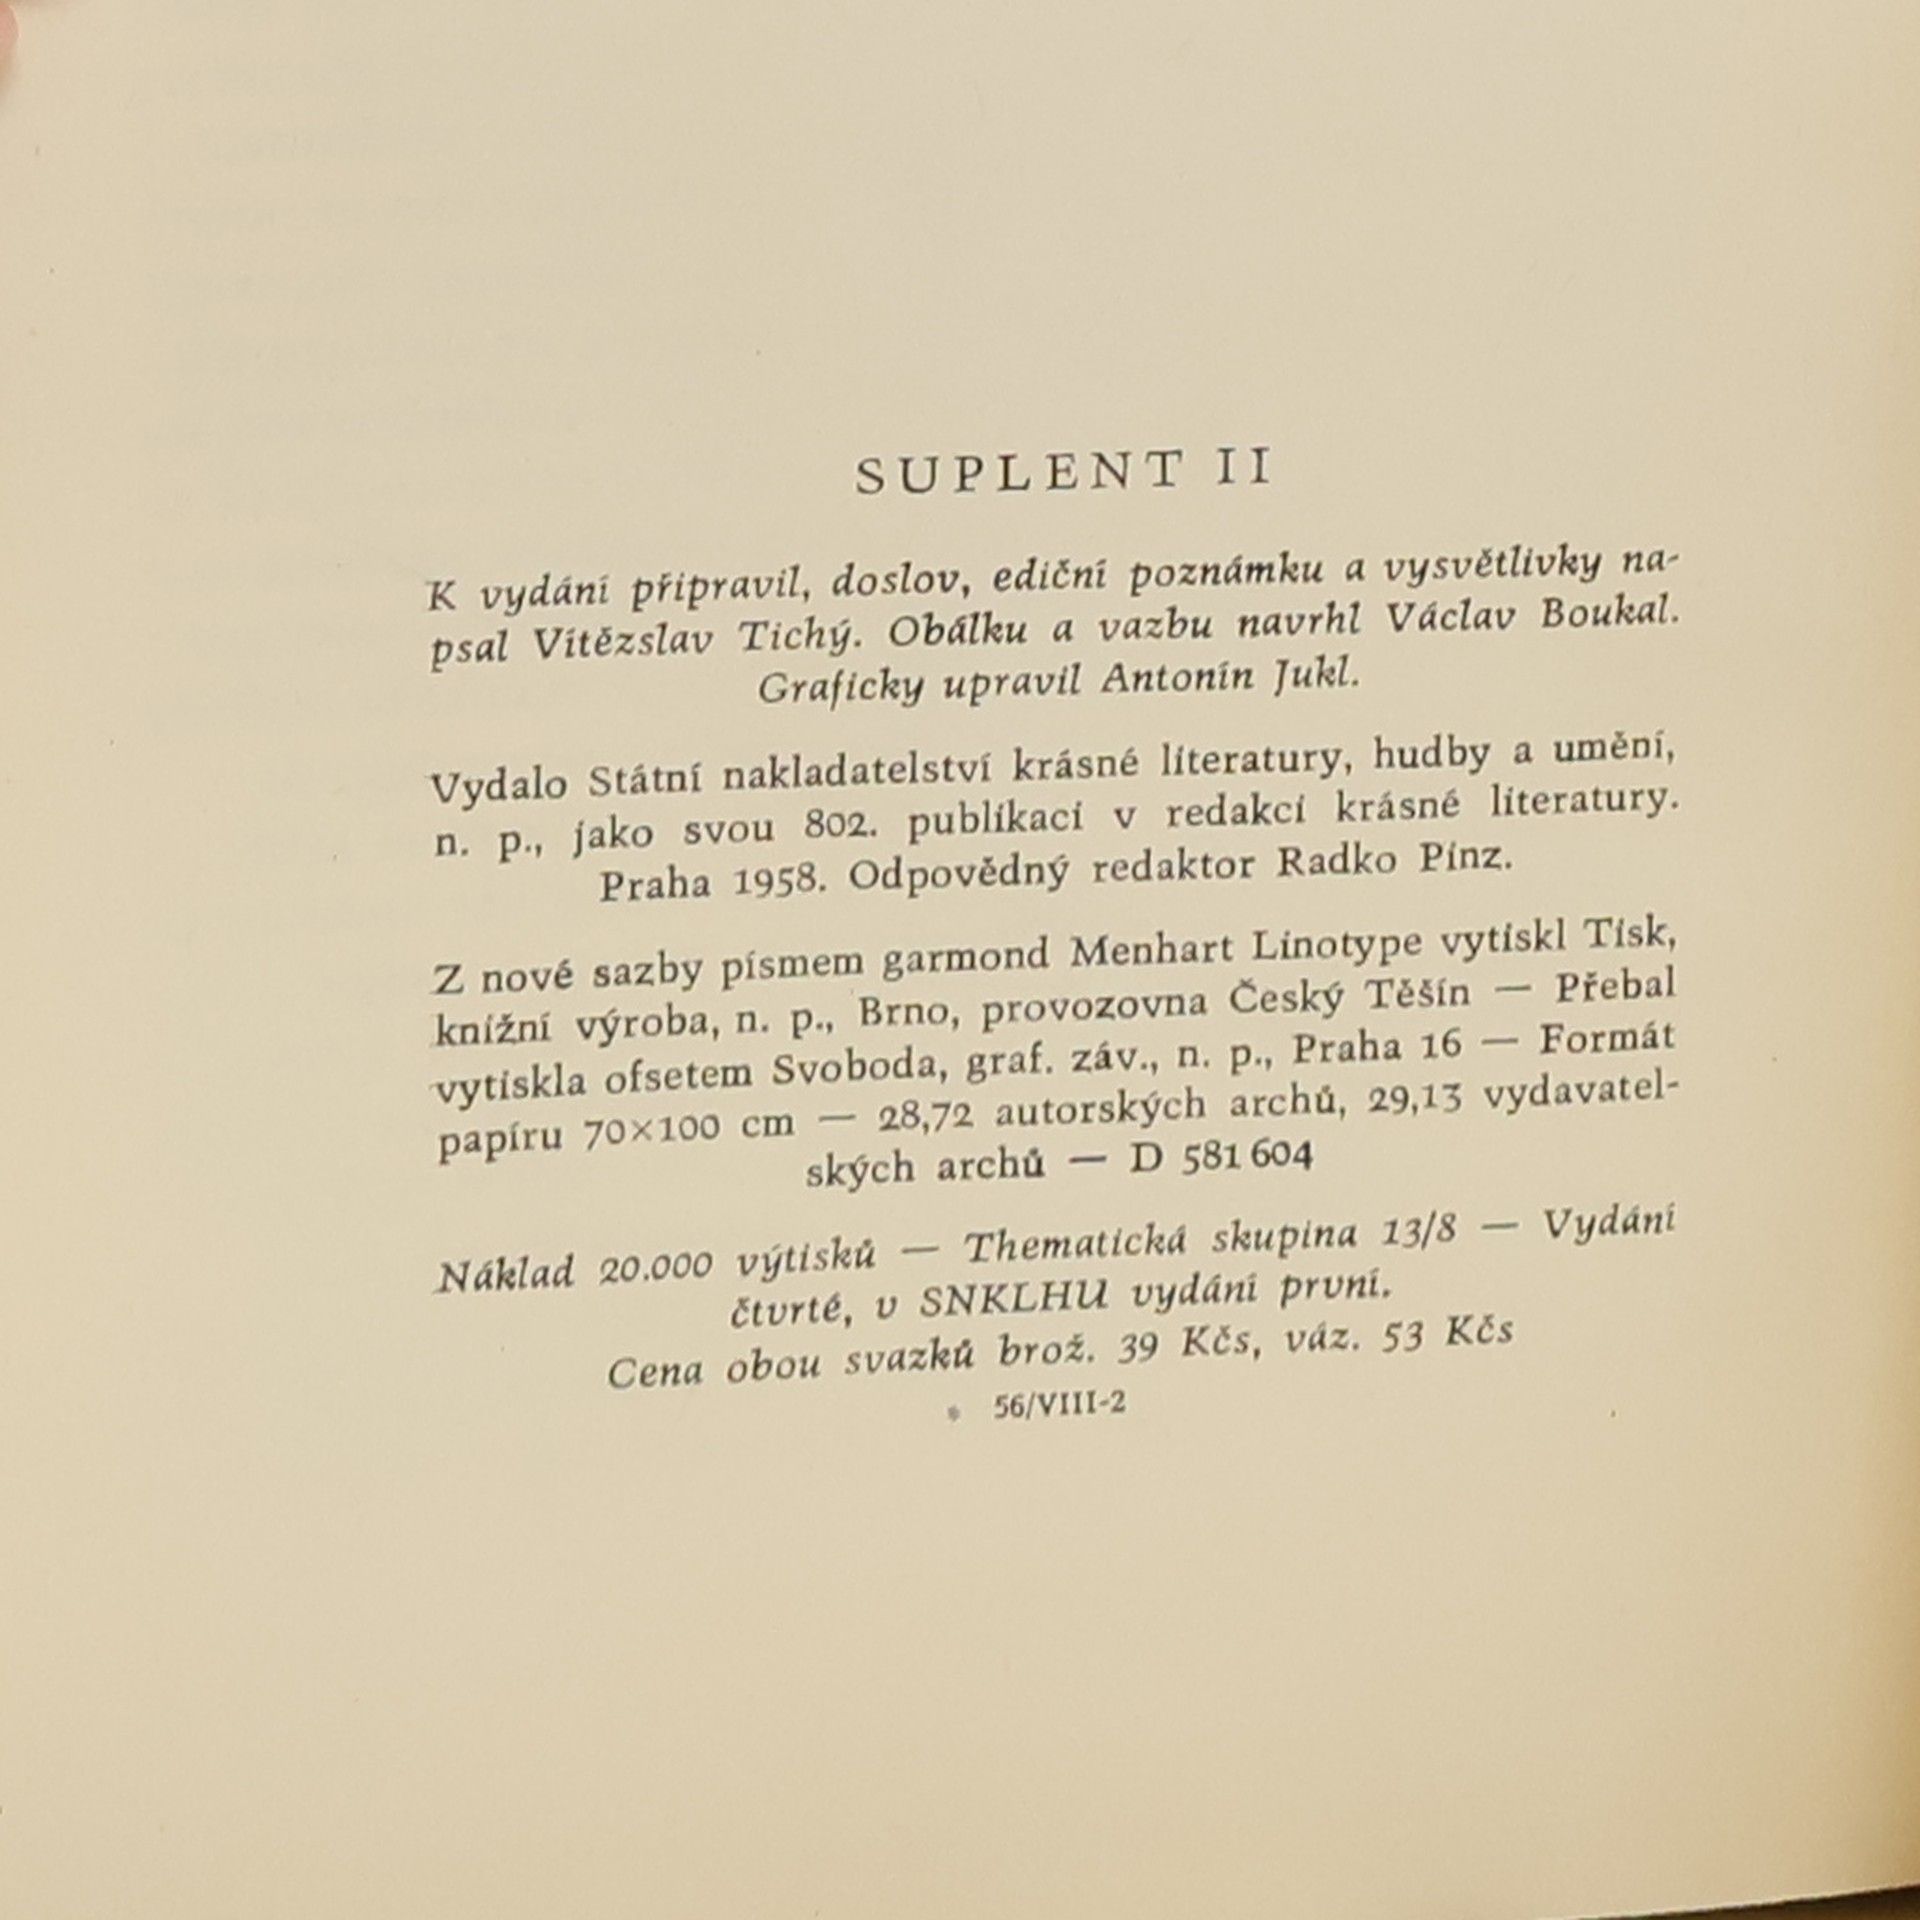 SUPLENT II
K vydání připravil, doslov, ediční poznámku a vysvětlivky na-
psal Vítězslav Tichý. Obálku a vazbu navrhl Václav Boukal.
Graficky upravil Antonín Jukl.
Vydalo Státní nakladatelství krásné literatury, hudby a umění,
n. p., jako svou 802. publikaci v redakci krásné literatury.
Praha 1958. Odpovědný redaktor Radko Pinz.
Z nové sazby písmem garmond Menhart Linotype vytiskl Tisk,
knižní výroba, n. p., Brno, provozovna Český Těšín — Přebal
vytiskla ofsetem Svoboda, graf. záv., n. p., Praha 16 — Formát
papíru 70×100 cm — 28,72 autorských archů, 29,13 vydavatel-
ských archů — D 581 604
Náklad 20.000 výtisků — Thematická skupina 13/8 — Vydání
čtvrté, v SNKLHU vydání první.
Cena obou svazků brož. 39 Kčs, váz. 53 Kčs
* 56/VIII-2